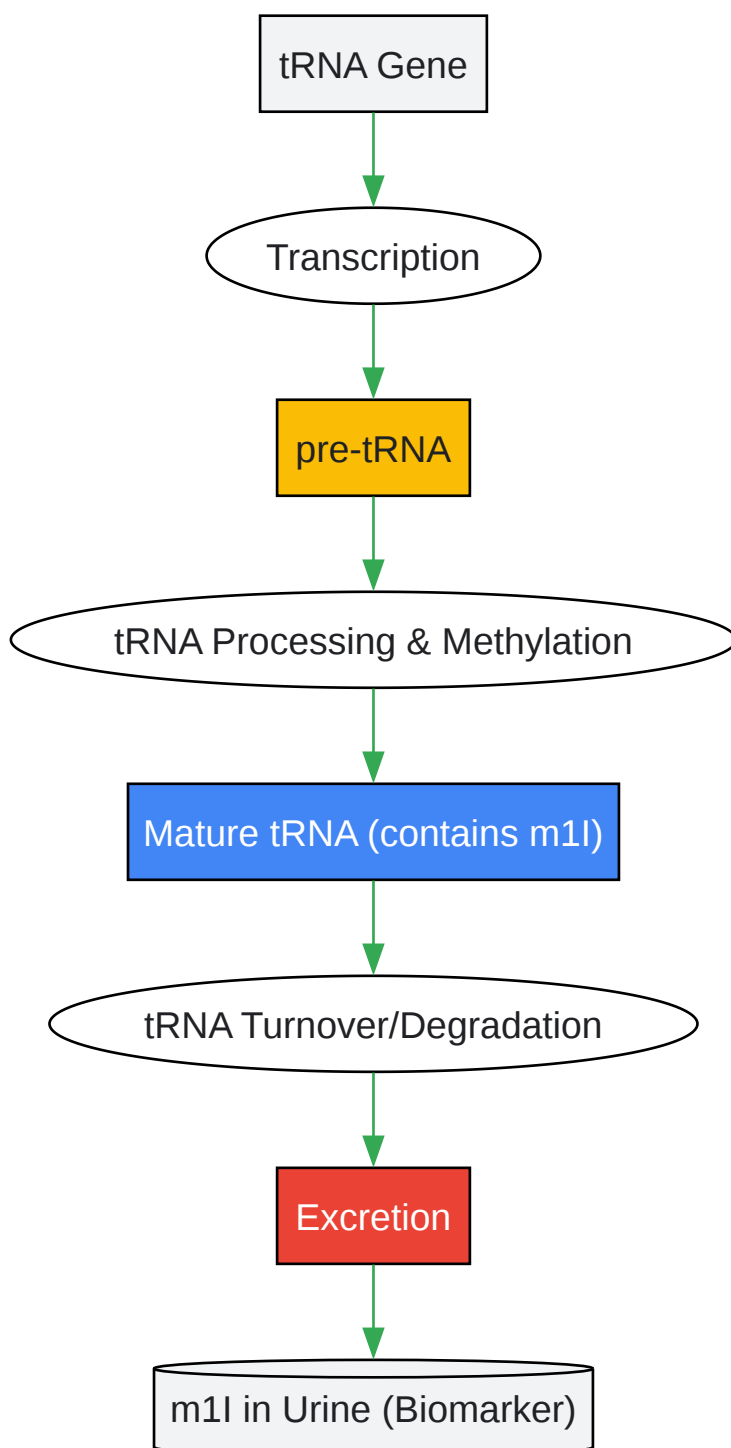 tRNA Gene
Transcription
pre-tRNA
tRNA Processing & Methylation
Mature tRNA (contains m1I)
tRNA Turnover/Degradation
Excretion
m1I in Urine (Biomarker)